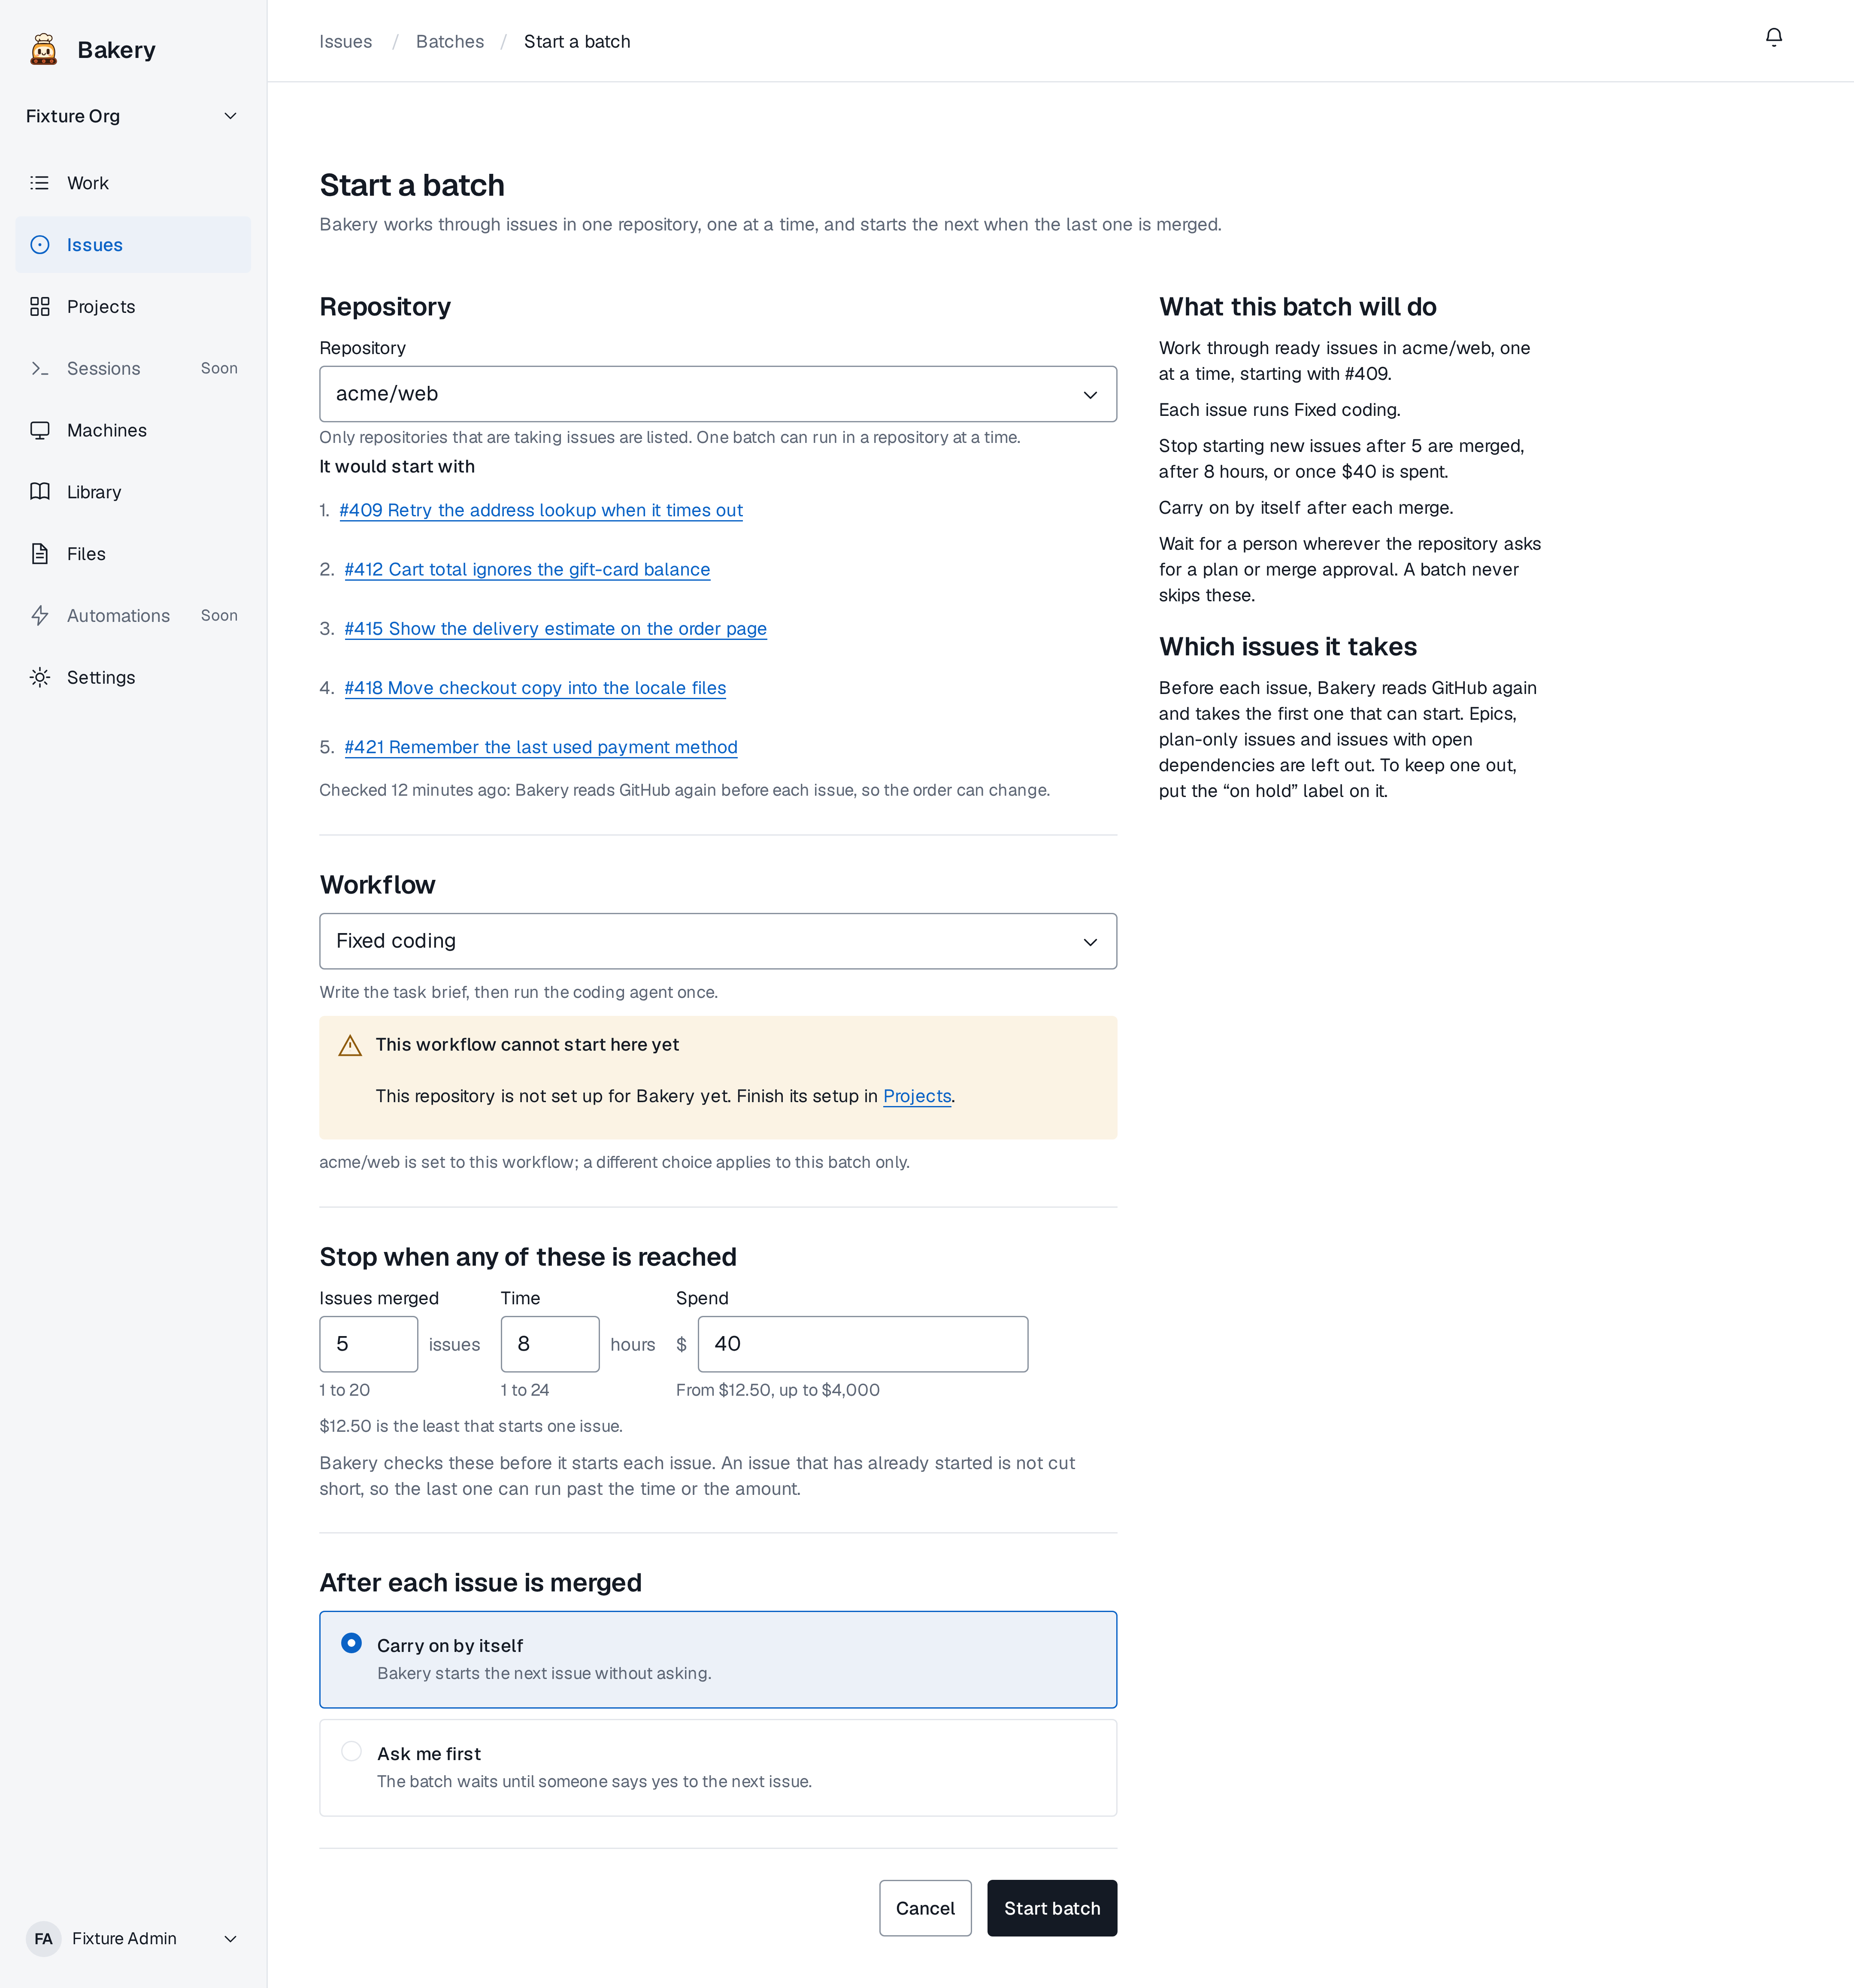 Bakery
Fixture Org
Work
Issues
Projects
Sessions Soon
Machines
Library
Files
Automations Soon
Settings
FA Fixture Admin
Issues / Batches / Start a batch
Start a batch
Bakery works through issues in one repository, one at a time, and starts the next when the last one is merged.
Repository
Repository
acme/web
Only repositories that are taking issues are listed. One batch can run in a repository at a time.
It would start with
1. #409 Retry the address lookup when it times out
2. #412 Cart total ignores the gift-card balance
3. #415 Show the delivery estimate on the order page
4. #418 Move checkout copy into the locale files
5. #421 Remember the last used payment method
Checked 12 minutes ago: Bakery reads GitHub again before each issue, so the order can change.
Workflow
Fixed coding
Write the task brief, then run the coding agent once.
This workflow cannot start here yet
This repository is not set up for Bakery yet. Finish its setup in Projects.
acme/web is set to this workflow; a different choice applies to this batch only.
Stop when any of these is reached
Issues merged Time Spend
5 issues 8 hours $ 40
1 to 20 1 to 24 From $12.50, up to $4,000
$12.50 is the least that starts one issue.
Bakery checks these before it starts each issue. An issue that has already started is not cut
short, so the last one can run past the time or the amount.
After each issue is merged
Carry on by itself
Bakery starts the next issue without asking.
Ask me first
The batch waits until someone says yes to the next issue.
Cancel Start batch
What this batch will do
Work through ready issues in acme/web, one
at a time, starting with #409.
Each issue runs Fixed coding.
Stop starting new issues after 5 are merged,
after 8 hours, or once $40 is spent.
Carry on by itself after each merge.
Wait for a person wherever the repository asks
for a plan or merge approval. A batch never
skips these.
Which issues it takes
Before each issue, Bakery reads GitHub again
and takes the first one that can start. Epics,
plan-only issues and issues with open
dependencies are left out. To keep one out,
put the “on hold” label on it.